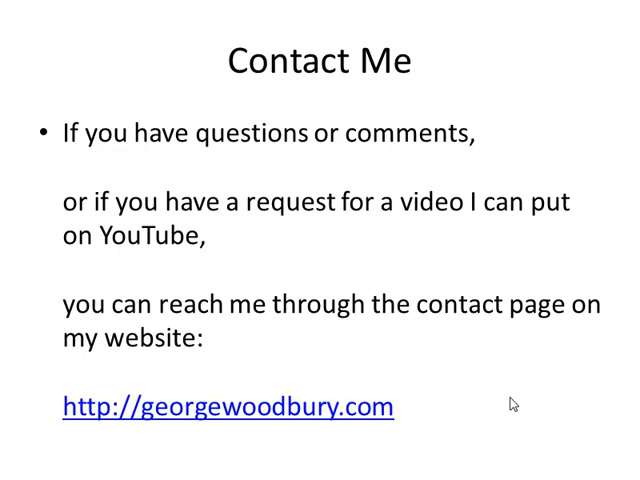 Contact Me
• If you have questions or comments,
or if you have a request for a video I can put
on YouTube,
you can reach me through the contact page on
my website:
http://georgewoodbury.com